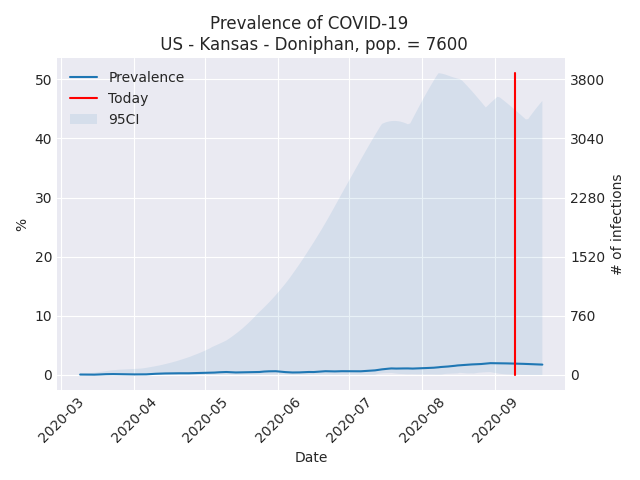 Prevalence of COVID-19
US - Kansas - Doniphan, pop. = 7600
Prevalence
Today
95CI
50
40
30
20
10
0
%
3800
3040
2280
1520
760
0
# of infections
2020-03
2020-04
2020-05
2020-06
2020-07
2020-08
2020-09
Date